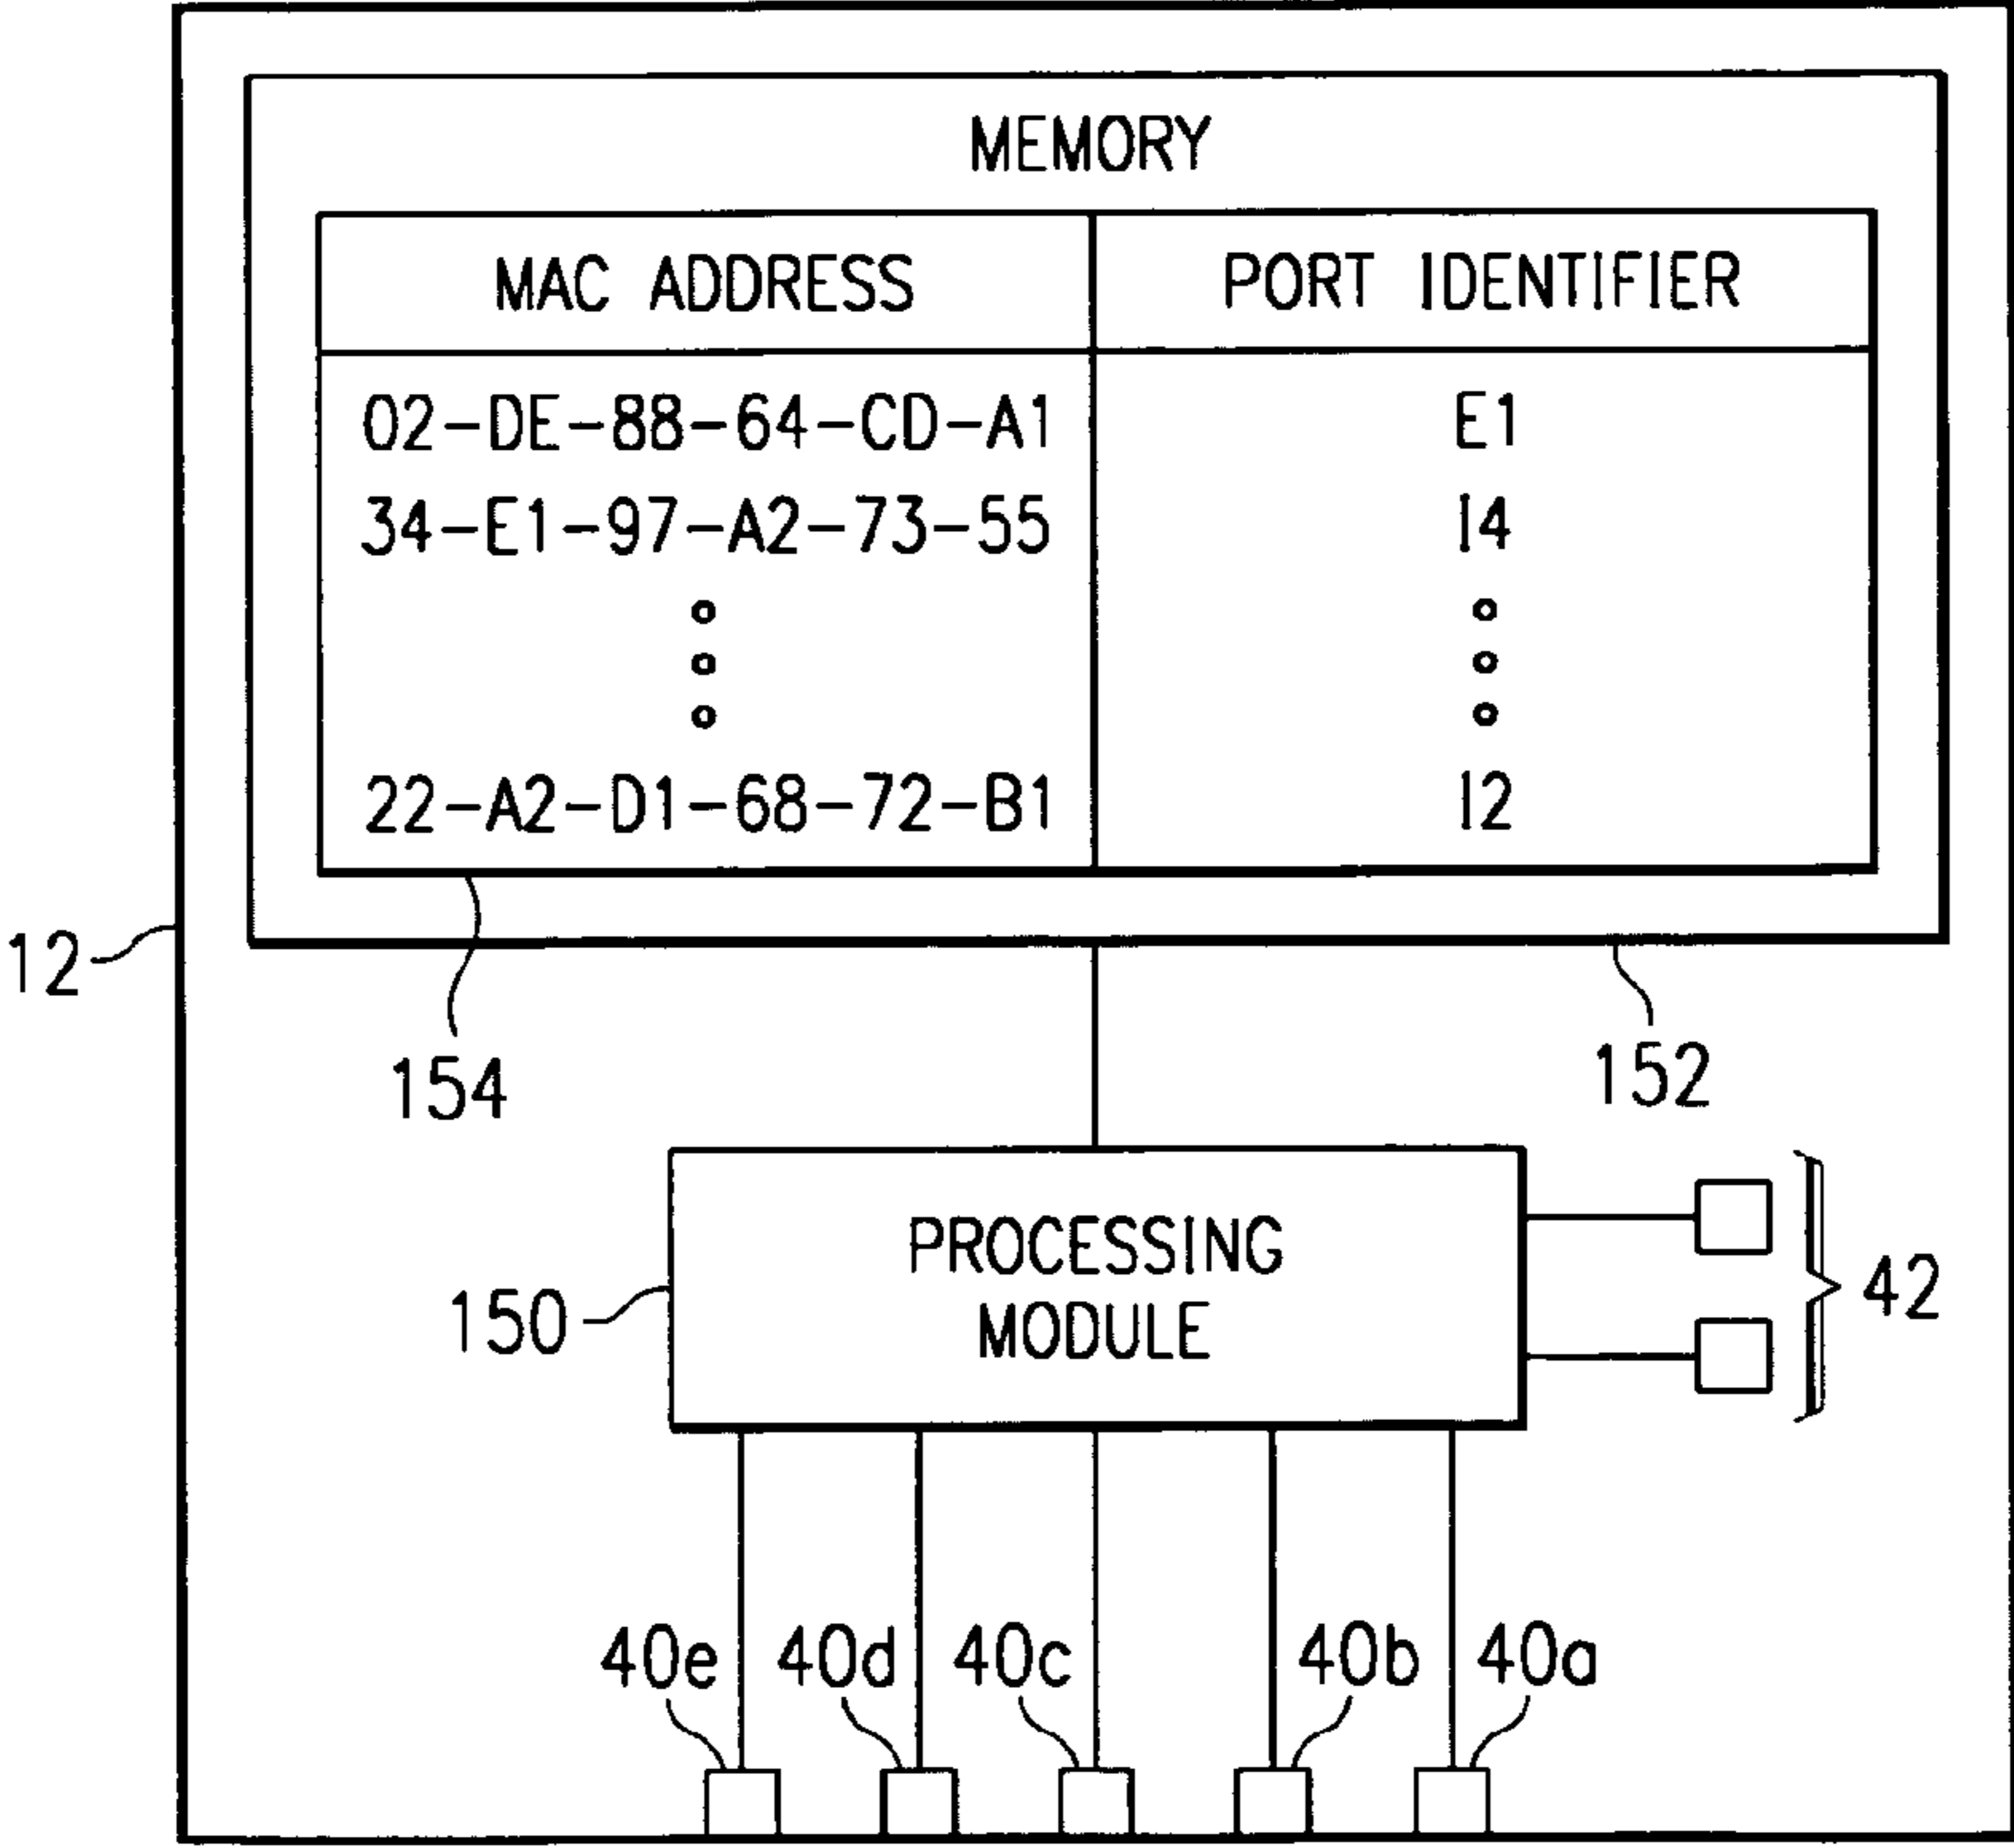 MEMORY
MAC ADDRESS PORT IDENTIFIER
02-DE-88-64-CD-A1 E1
34-E1-97-A2-73-55 I4
22-A2-D1-68-72-B1 I2
12
154 152
PROCESSING
MODULE
150
42
40e 40d 40c 40b 40a